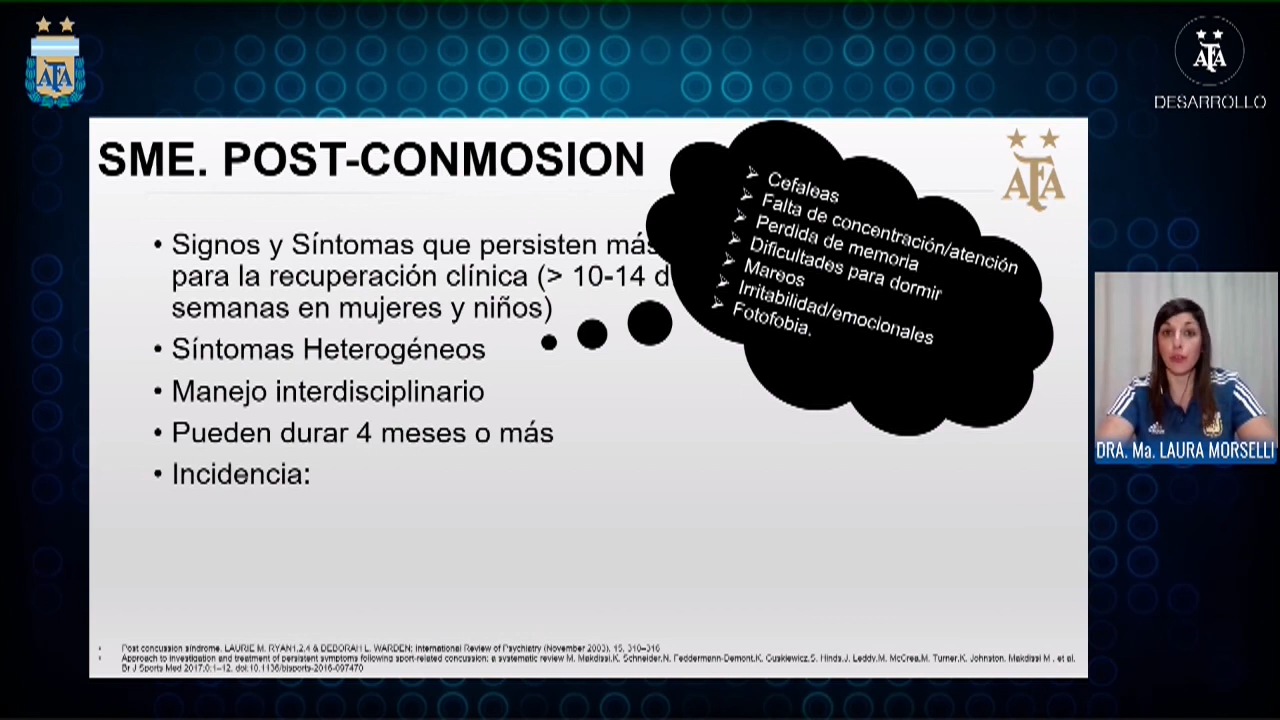 AFA
AFA
DESARROLLO
SME. POST-CONMOSION
AFA
• Signos y Síntomas que persisten más
para la recuperación clínica (> 10-14 d
semanas en mujeres y niños)
• Síntomas Heterogéneos
• Manejo interdisciplinario
• Pueden durar 4 meses o más
• Incidencia:
➢ Cefaleas
➢ Falta de concentración/atención
➢ Perdida de memoria
➢ Dificultades para dormir
➢ Mareos
➢ Irritabilidad/emocionales
➢ Fotofobia.
DRA. Ma. LAURA MORSELLI
Post concussion síndrome. LAURIE M. RYAN1,2,4 & DEBORAH L. WARDEN; International Review of Psychiatry (November 2003), 15, 310–316
Approach to investigation and treatment of persistent symptoms following sport-related concussion: a systematic review M. Makdissi,K. Schneider,N. Feddermann-Demont,K. Guskiewicz,S. Hinds,J. Leddy,M. McCrea,M. Turner,K. Johnston. Makdissi M , et al.
Br J Sports Med 2017;0:1–12. doi:10.1136/bjsports-2016-097470